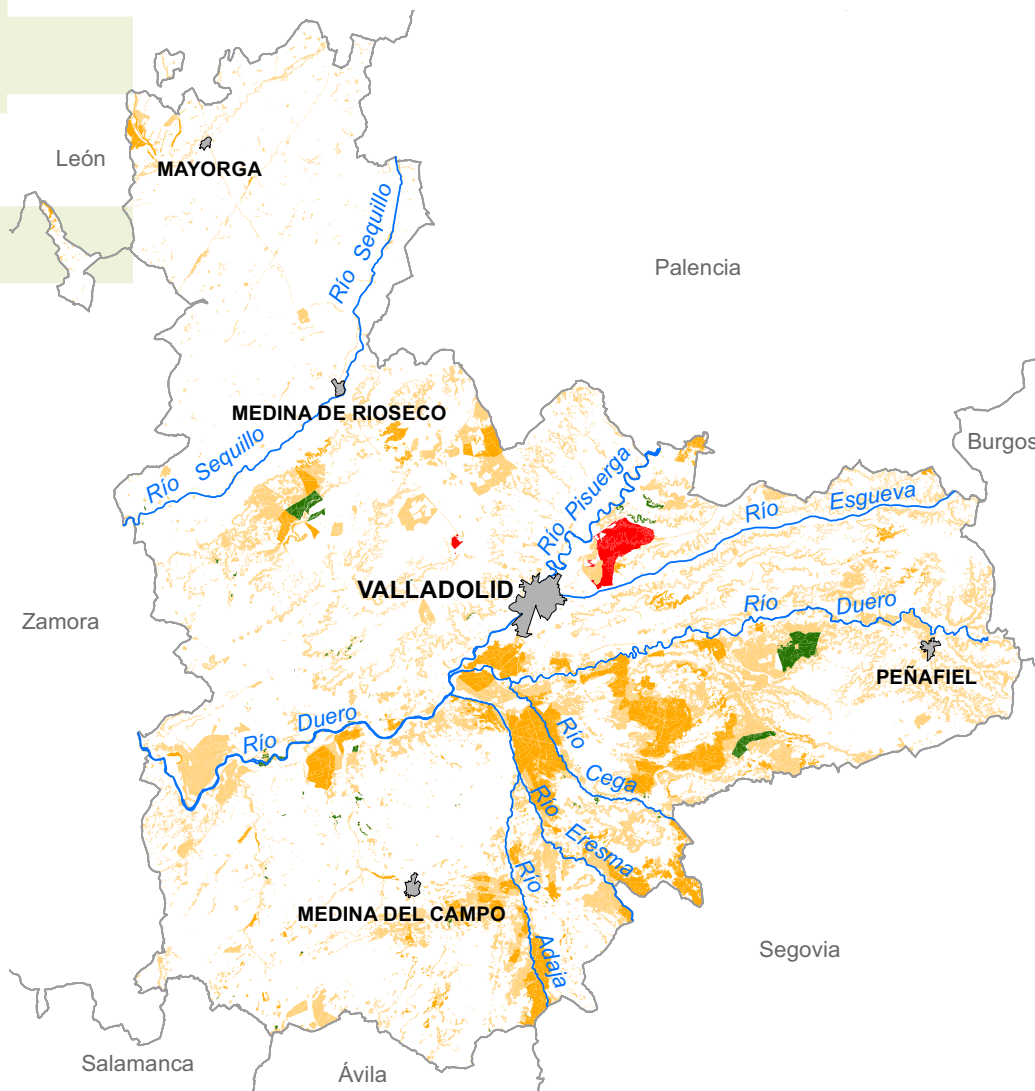 León
MAYORGA
Río Sequillo
Palencia
MEDINA DE RIOSECO
Burgos
Río Sequillo
Río Pisuerga
Río Esgueva
VALLADOLID
Río Duero
Zamora
PEÑAFIEL
Río Duero
Río Cega
Río Eresma
Río Adaja
MEDINA DEL CAMPO
Segovia
Salamanca
Ávila